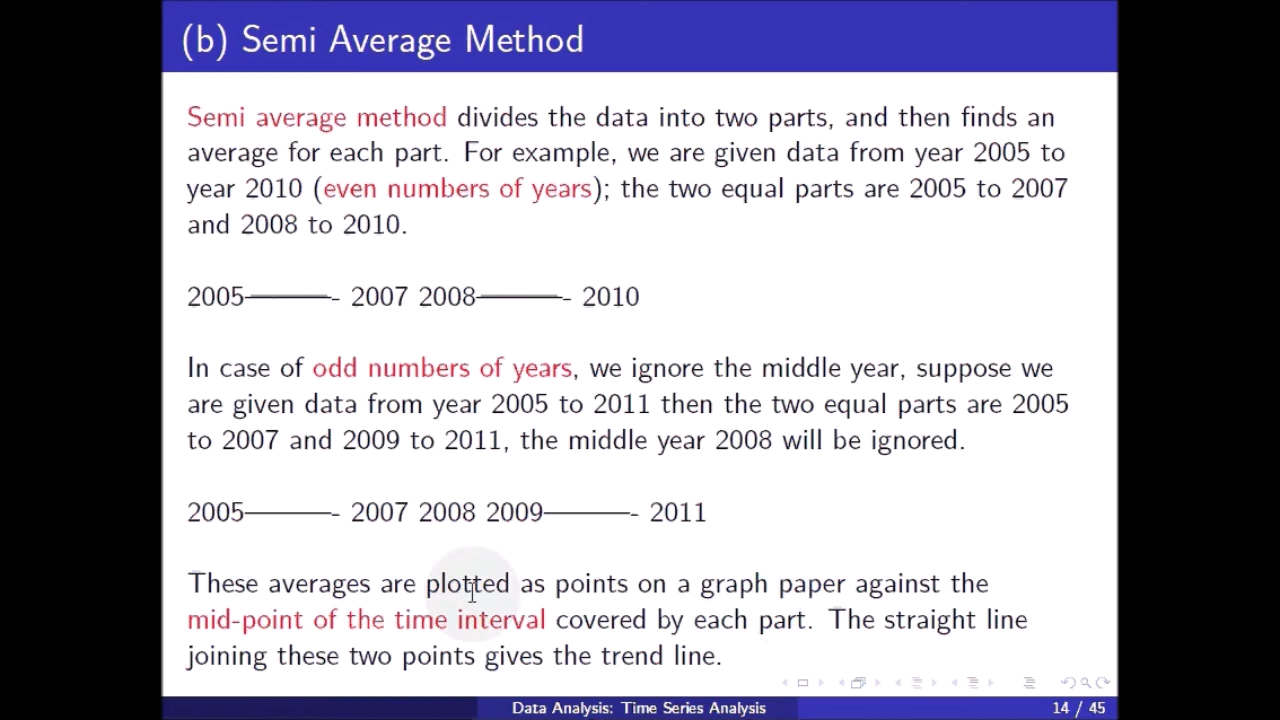 (b) Semi Average Method
Semi average method divides the data into two parts, and then finds an
average for each part. For example, we are given data from year 2005 to
year 2010 (even numbers of years); the two equal parts are 2005 to 2007
and 2008 to 2010.
2005———- 2007 2008———- 2010
In case of odd numbers of years, we ignore the middle year, suppose we
are given data from year 2005 to 2011 then the two equal parts are 2005
to 2007 and 2009 to 2011, the middle year 2008 will be ignored.
2005———- 2007 2008 2009———- 2011
These averages are plotted as points on a graph paper against the
mid-point of the time interval covered by each part. The straight line
joining these two points gives the trend line.
Data Analysis: Time Series Analysis
14 / 45